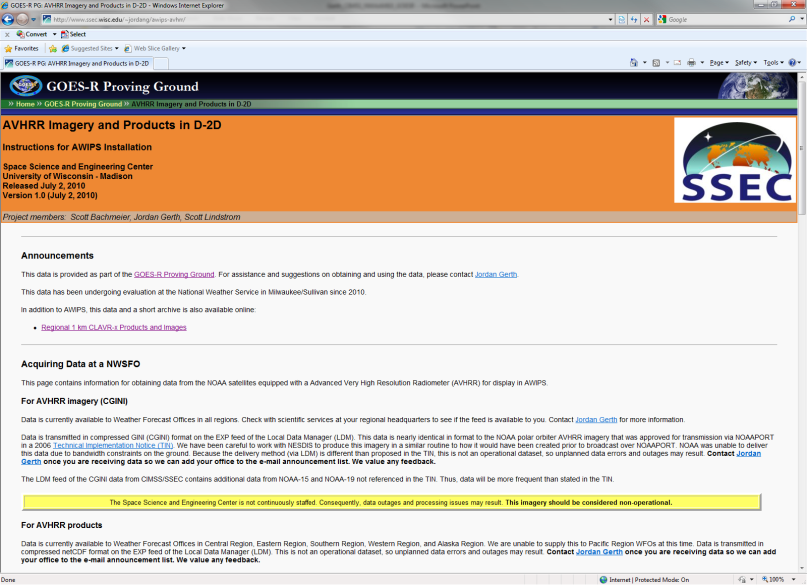 GOES-R PG: AVHRR Imagery and Products in D-2D - Windows Internet Explorer
http://www.ssec.wisc.edu/~jordang/awips-avhrr/
Google
x Convert Select
Favorites Suggested Sites Web Slice Gallery
GOES-R PG: AVHRR Imagery and Products in D-2D
Page Safety Tools
GOES-R Proving Ground
» Home » GOES-R Proving Ground » AVHRR Imagery and Products in D-2D
AVHRR Imagery and Products in D-2D
Instructions for AWIPS Installation
Space Science and Engineering Center
University of Wisconsin - Madison
Released July 2, 2010
Version 1.0 (July 2, 2010)
SSEC
Project members: Scott Bachmeier, Jordan Gerth, Scott Lindstrom
Announcements
This data is provided as part of the GOES-R Proving Ground. For assistance and suggestions on obtaining and using the data, please contact Jordan Gerth.
This data has been undergoing evaluation at the National Weather Service in Milwaukee/Sullivan since 2010.
In addition to AWIPS, this data and a short archive is also available online:
• Regional 1 km CLAVR-x Products and Images
Acquiring Data at a NWSFO
This page contains information for obtaining data from the NOAA satellites equipped with a Advanced Very High Resolution Radiometer (AVHRR) for display in AWIPS.
For AVHRR imagery (CGINI)
Data is currently available to Weather Forecast Offices in all regions. Check with scientific services at your regional headquarters to see if the feed is available to you. Contact Jordan Gerth for more information.
Data is transmitted in compressed GINI (CGINI) format on the EXP feed of the Local Data Manager (LDM). This data is nearly identical in format to the NOAA polar orbiter AVHRR imagery that was approved for transmission via NOAAPORT
in a 2006 Technical Implementation Notice (TIN). We have been careful to work with NESDIS to produce this imagery in a similar routine to how it would have been created prior to broadcast over NOAAPORT. NOAA was unable to deliver
this data due to bandwidth constraints on the ground. Because the delivery method (via LDM) is different than proposed in the TIN, this is not an operational dataset, so unplanned data errors and outages may result. Contact Jordan
Gerth once you are receiving data so we can add your office to the e-mail announcement list. We value any feedback.
The LDM feed of the CGINI data from CIMSS/SSEC contains additional data from NOAA-15 and NOAA-19 not referenced in the TIN. Thus, data will be more frequent than stated in the TIN.
The Space Science and Engineering Center is not continuously staffed. Consequently, data outages and processing issues may result. This imagery should be considered non-operational.
For AVHRR products
Data is currently available to Weather Forecast Offices in Central Region, Eastern Region, Southern Region, Western Region, and Alaska Region. We are unable to supply this to Pacific Region WFOs at this time. Data is transmitted in
compressed netCDF format on the EXP feed of the Local Data Manager (LDM). This is not an operational dataset, so unplanned data errors and outages may result. Contact Jordan Gerth once you are receiving data so we can add
your office to the e-mail announcement list. We value any feedback.
Done
Internet | Protected Mode: On
100%